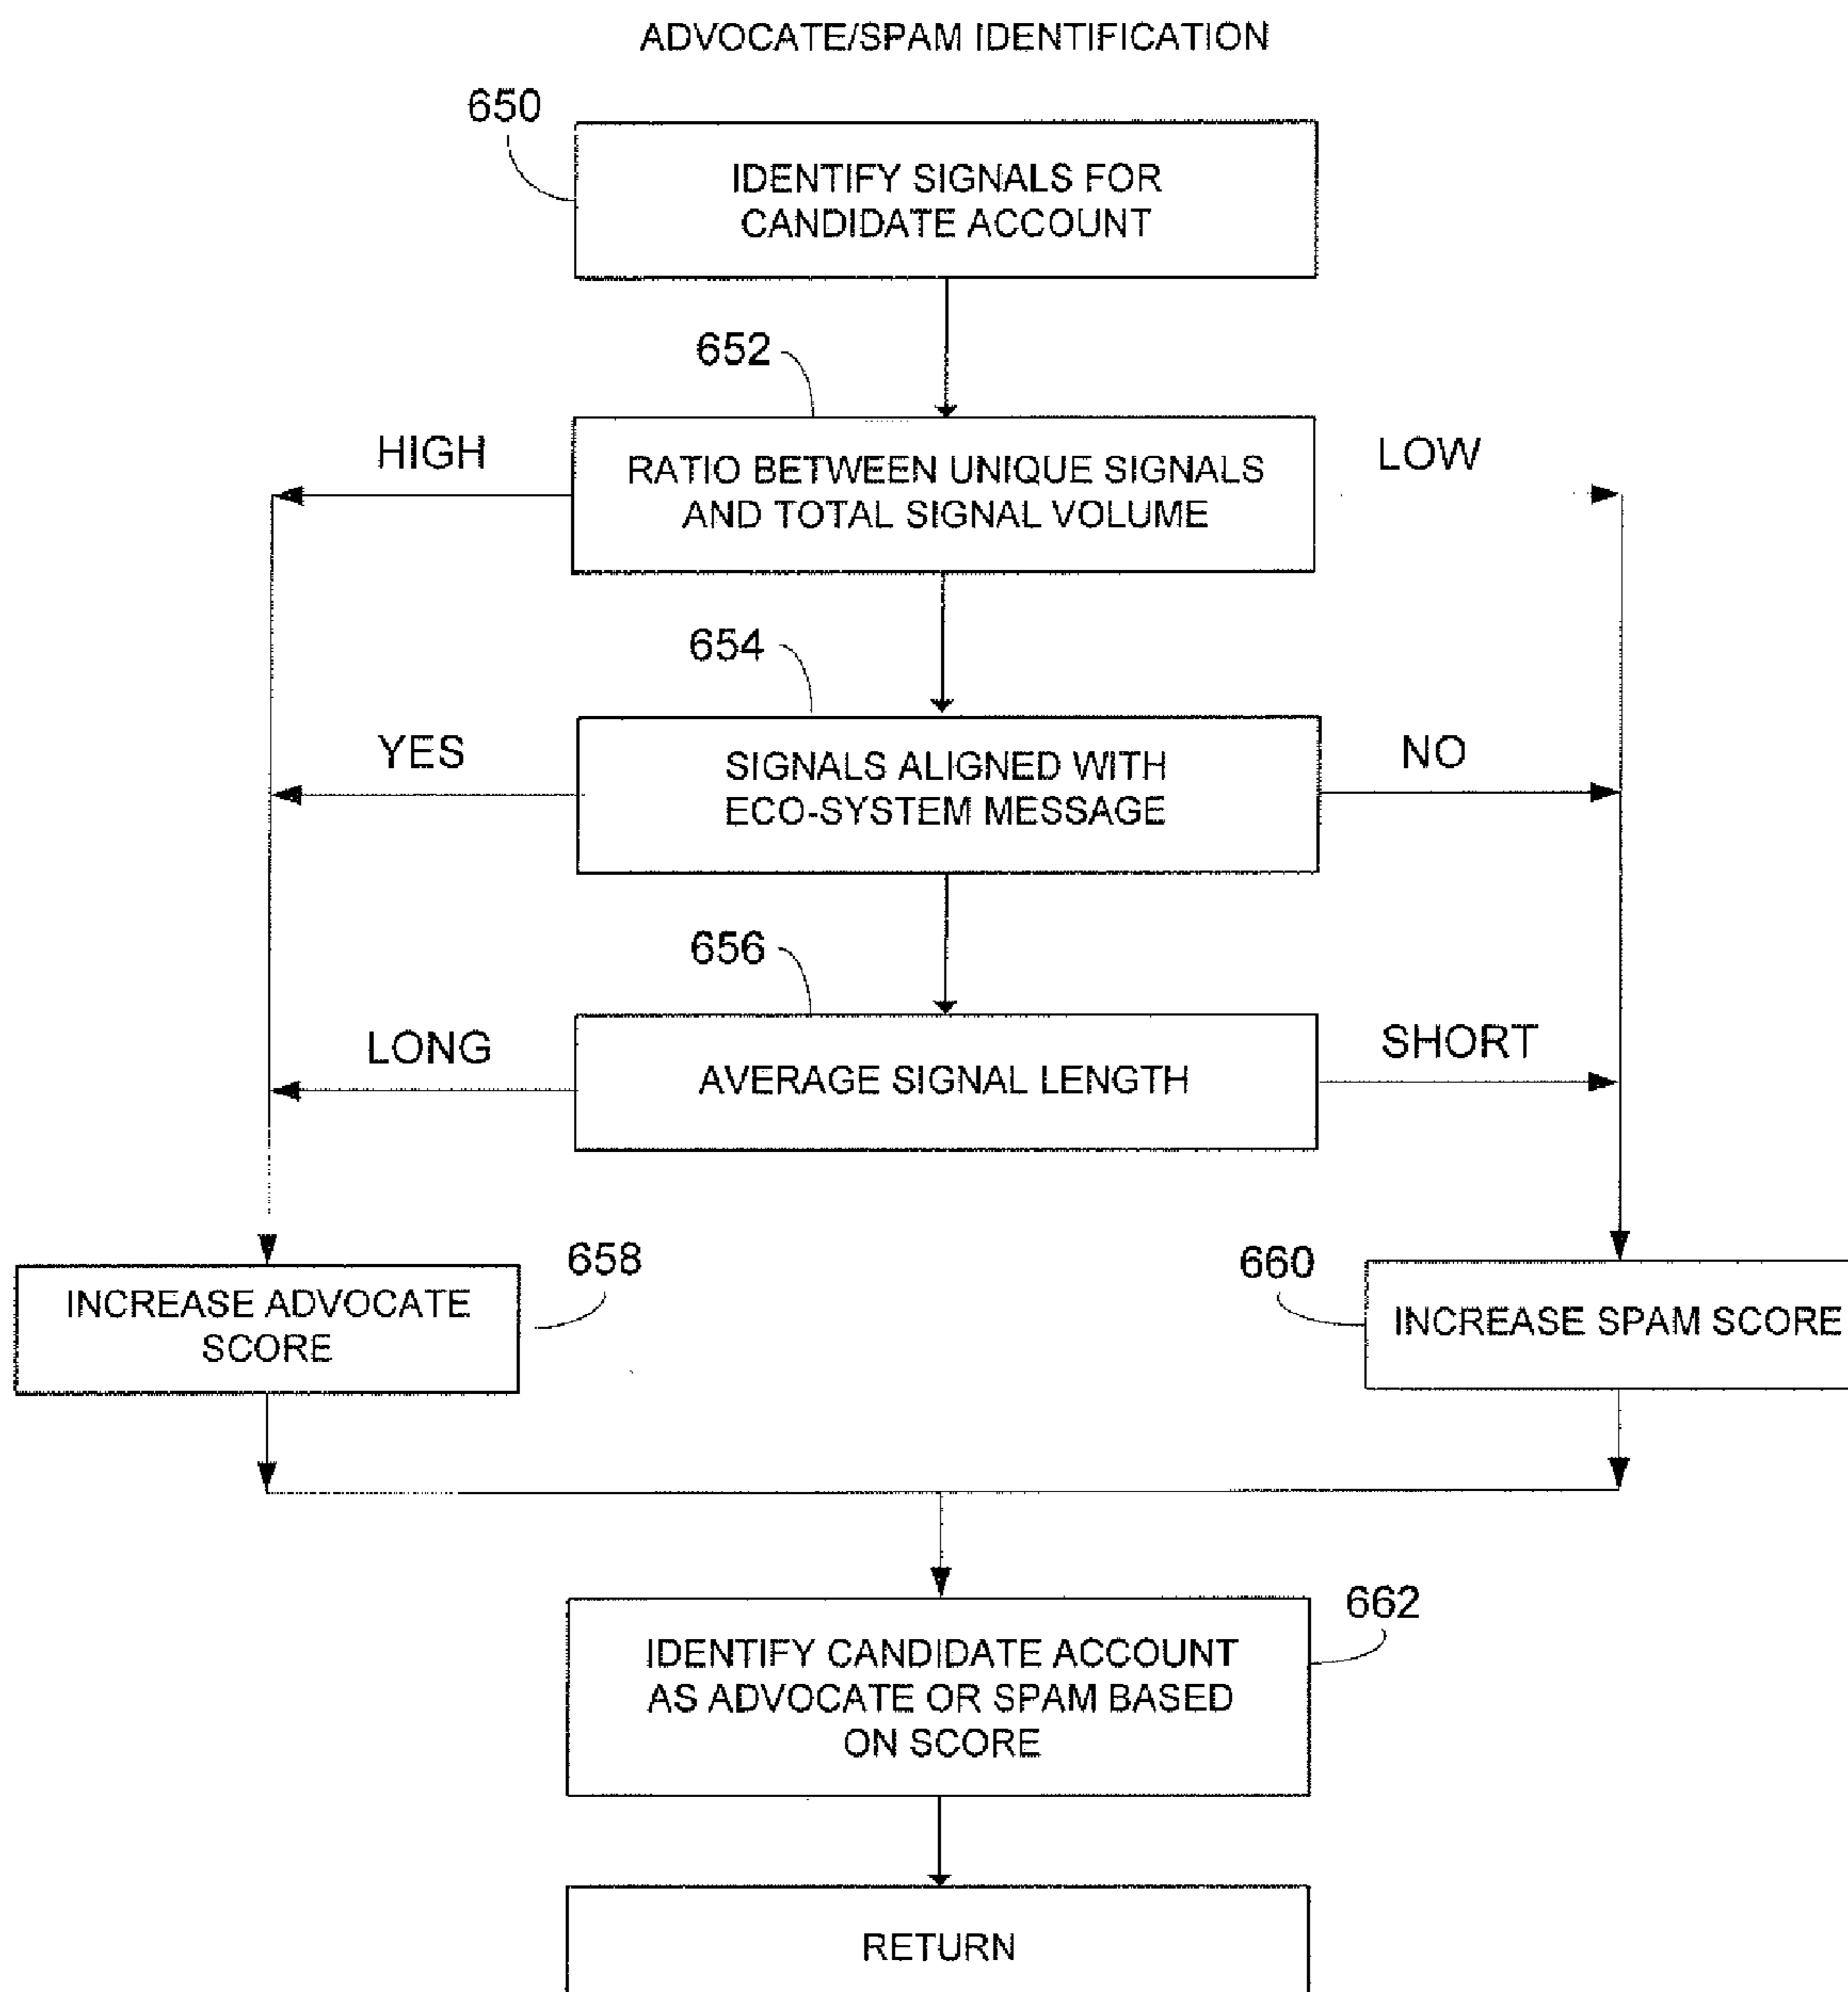 ADVOCATE/SPAM IDENTIFICATION
650
IDENTIFY SIGNALS FOR
CANDIDATE ACCOUNT
652
HIGH
RATIO BETWEEN UNIQUE SIGNALS
AND TOTAL SIGNAL VOLUME
LOW
654
YES
SIGNALS ALIGNED WITH
ECO-SYSTEM MESSAGE
NO
656
LONG
AVERAGE SIGNAL LENGTH
SHORT
INCREASE ADVOCATE
SCORE
658
660
INCREASE SPAM SCORE
662
IDENTIFY CANDIDATE ACCOUNT
AS ADVOCATE OR SPAM BASED
ON SCORE
RETURN